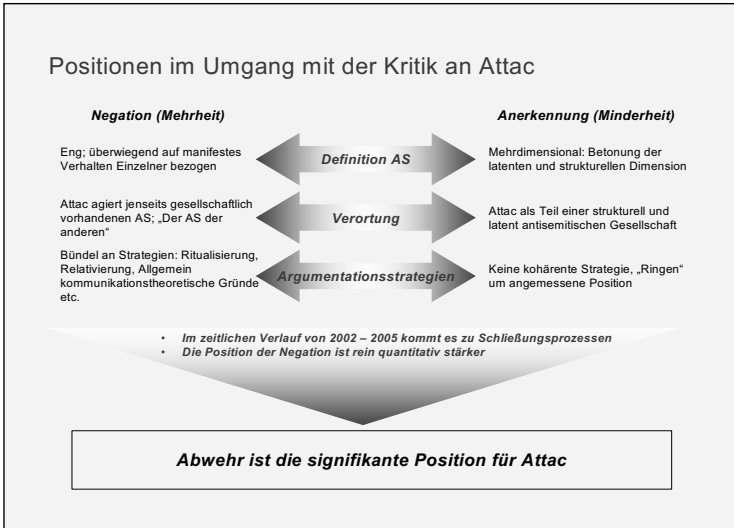 Positionen im Umgang mit der Kritik an Attac
Negation (Mehrheit)
Anerkennung (Minderheit)
Eng; überwiegend auf manifestes
Verhalten Einzelner bezogen
Definition AS
Mehrdimensional: Betonung der
latenten und strukturellen Dimension
Attac agiert jenseits gesellschaftlich
vorhandenen AS; „Der AS der
anderen“
Verortung
Attac als Teil einer strukturell und
latent antisemitischen Gesellschaft
Bündel an Strategien: Ritualisierung,
Relativierung, Allgemein
kommunikationstheoretische Gründe
etc.
Argumentationsstrategien
Keine kohärente Strategie, „Ringen“
um angemessene Position
• Im zeitlichen Verlauf von 2002 – 2005 kommt es zu Schließungsprozessen
• Die Position der Negation ist rein quantitativ stärker
Abwehr ist die signifikante Position für Attac